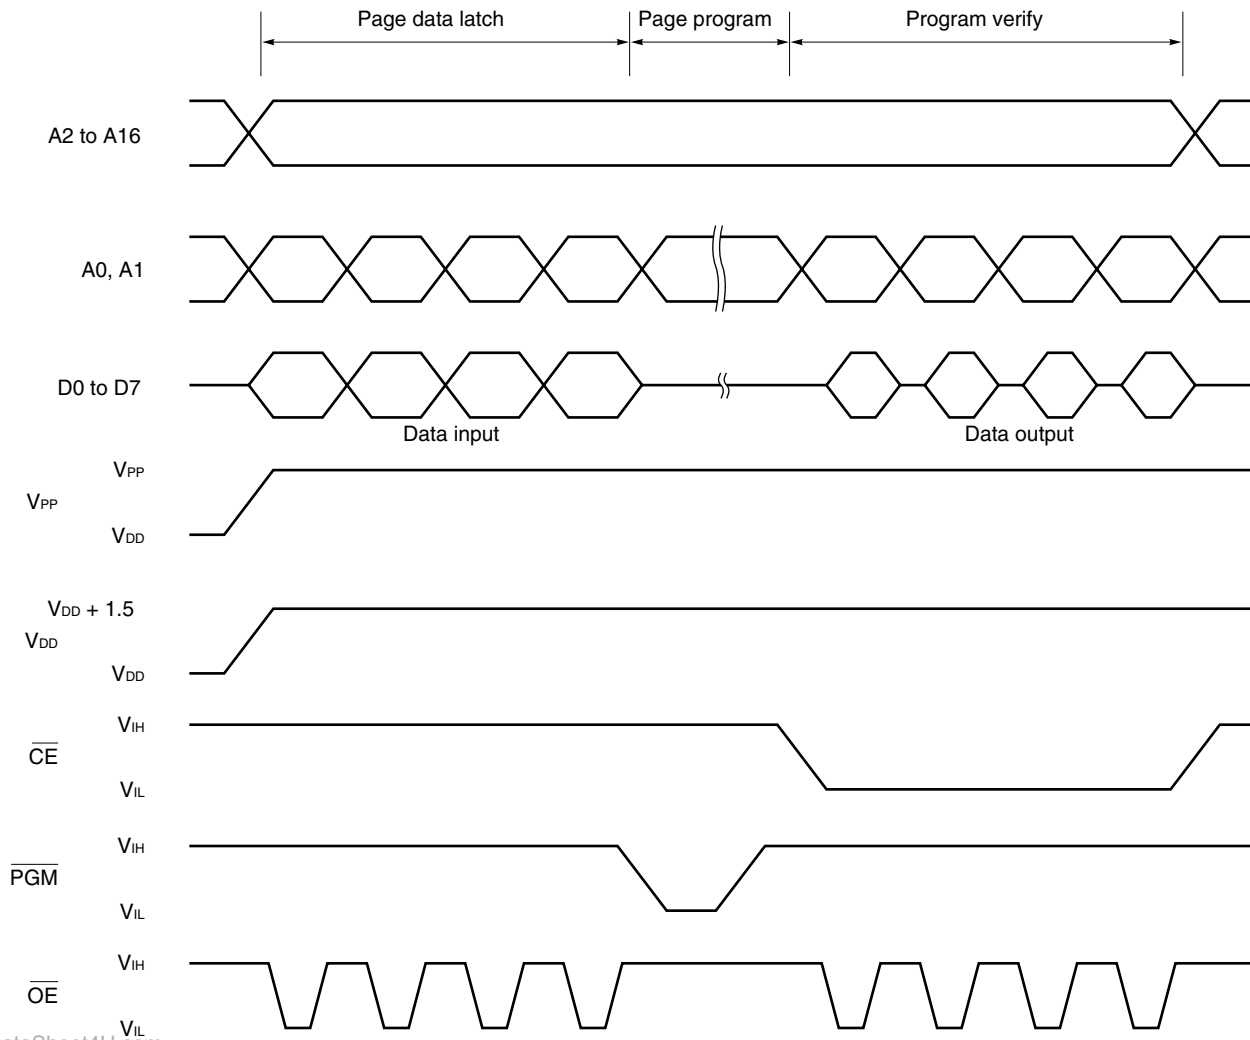 Page data latch Page program Program verify
A2 to A16
A0, A1
D0 to D7
Data input Data output
VPP
VPP
VDD
VDD + 1.5
VDD
VDD
VIH
CE
VIL
VIH
PGM
VIL
VIH
OE
VIL